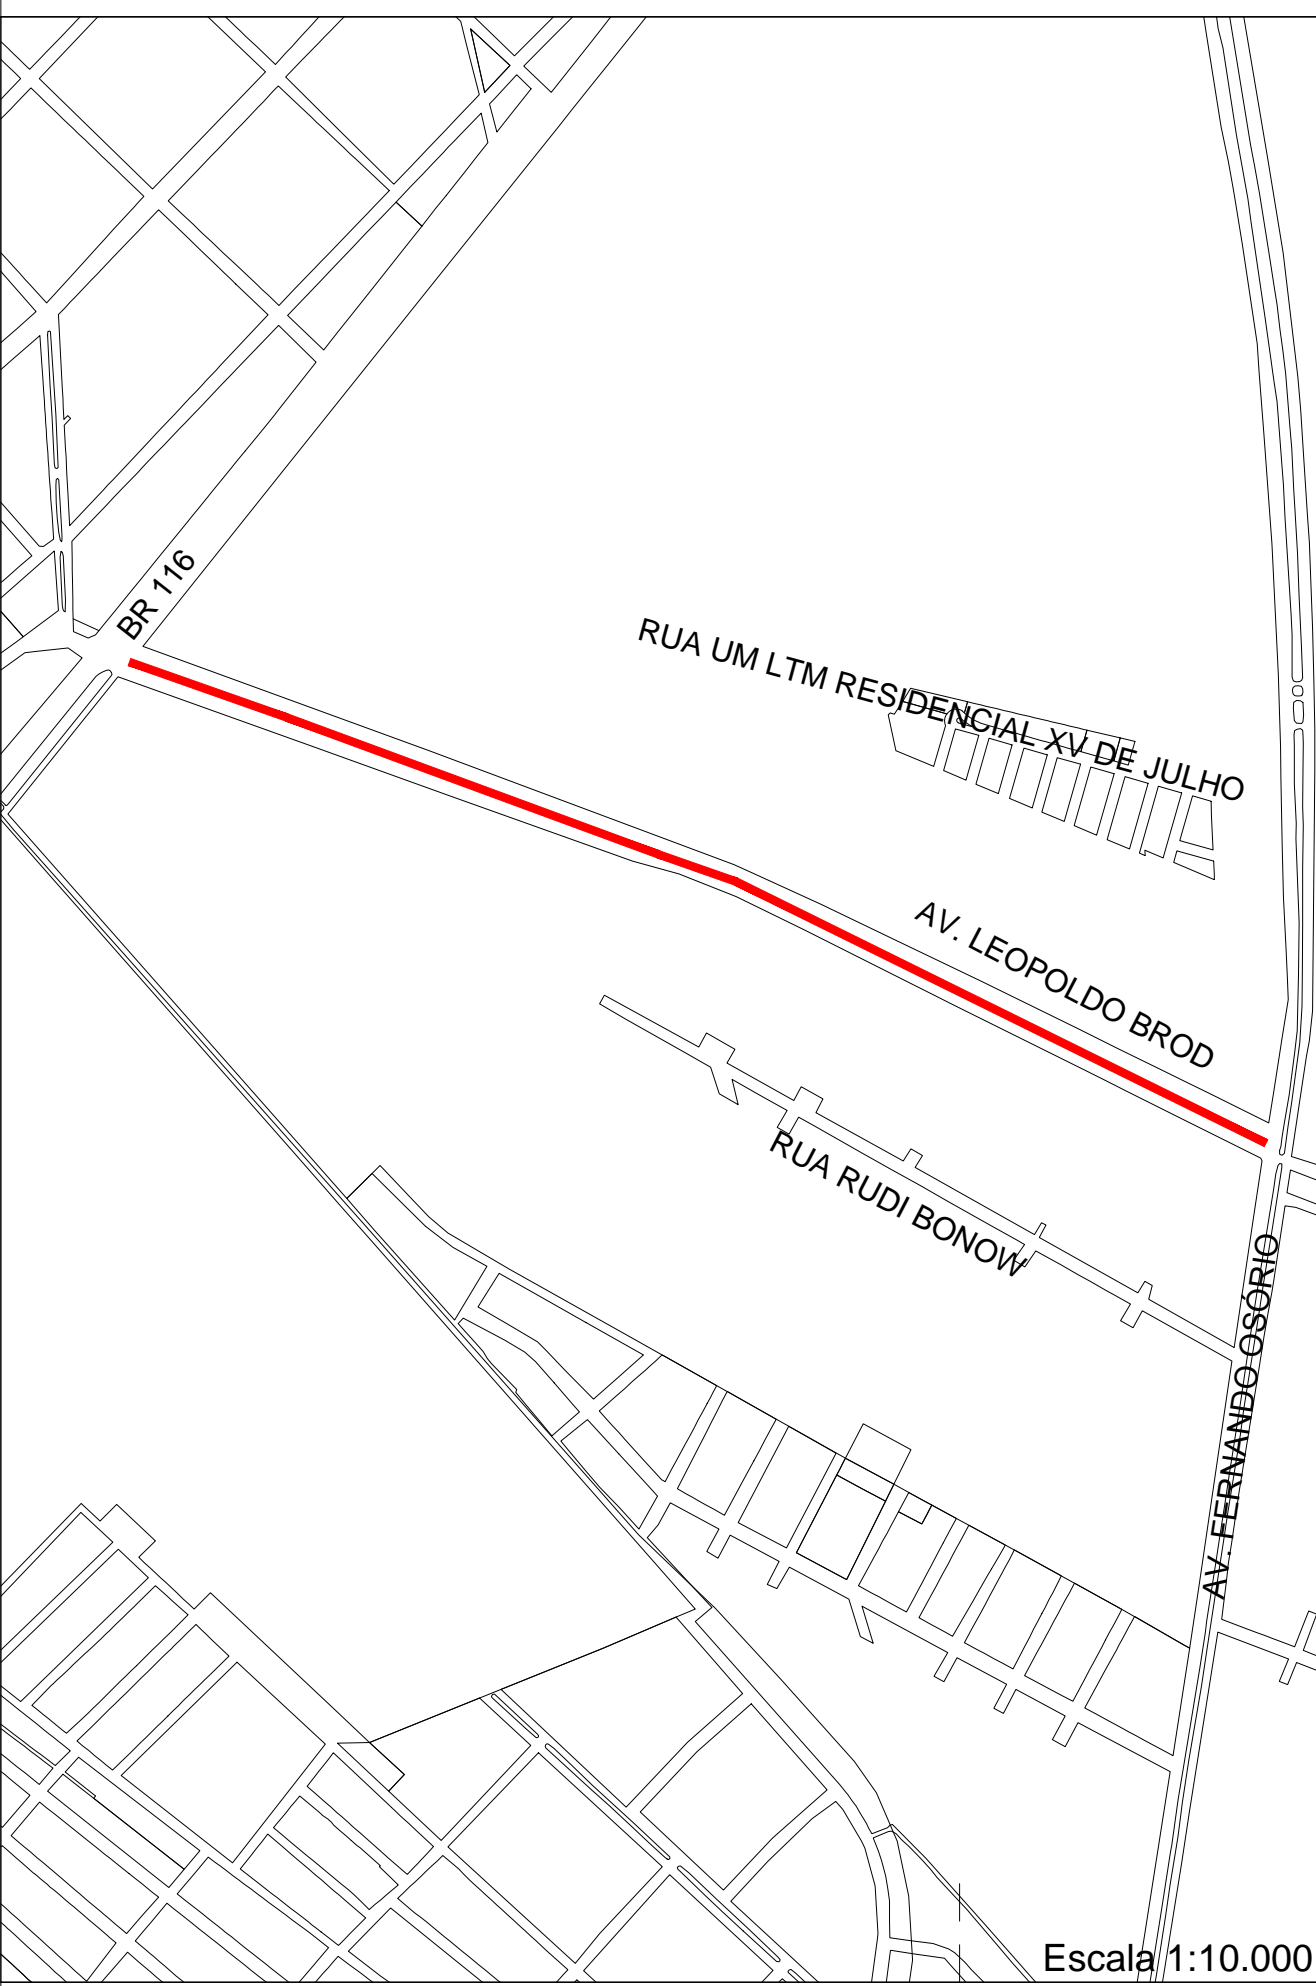 BR 116
RUA UM LTM RESIDENCIAL XV DE JULHO
AV. LEOPOLDO BROD
RUA RUDI BONOW
AV. FERNANDO OSÓRIO
Escala 1:10.000